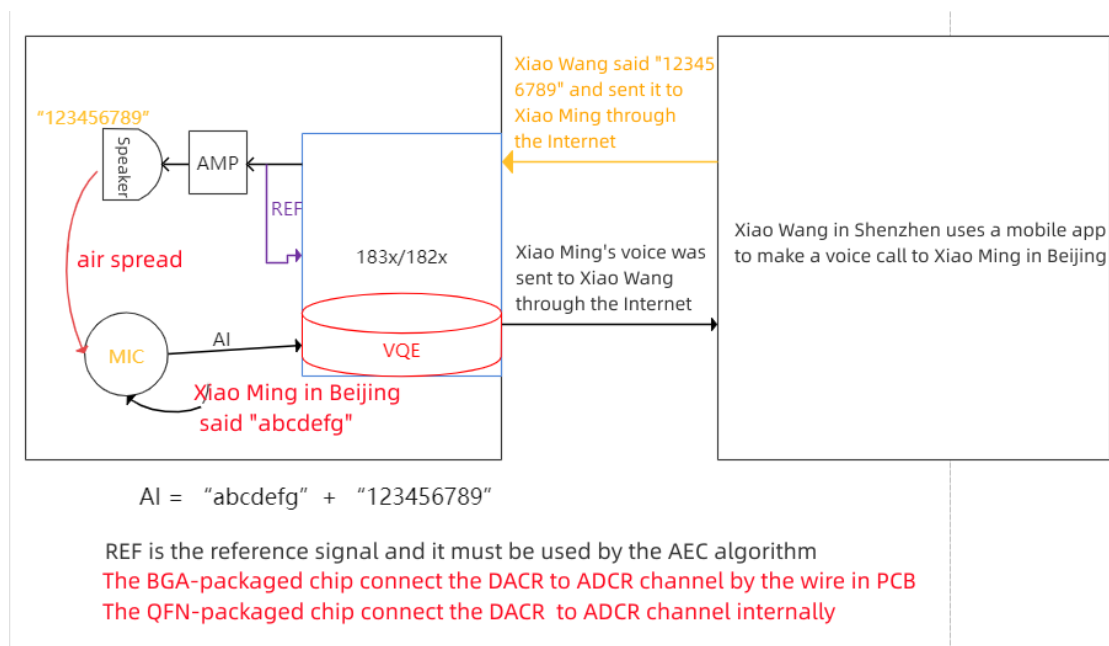 Xiao Wang said "12345
6789" and sent it to
Xiao Ming through
the Internet
“123456789”
Speaker
AMP
REF
air spread
183x/182x
Xiao Ming's voice was
sent to Xiao Wang
through the Internet
Xiao Wang in Shenzhen uses a mobile app
to make a voice call to Xiao Ming in Beijing
MIC
AI
VQE
Xiao Ming in Beijing
said "abcdefg"
AI = “abcdefg” + “123456789”
REF is the reference signal and it must be used by the AEC algorithm
The BGA-packaged chip connect the DACR to ADCR channel by the wire in PCB
The QFN-packaged chip connect the DACR to ADCR channel internally